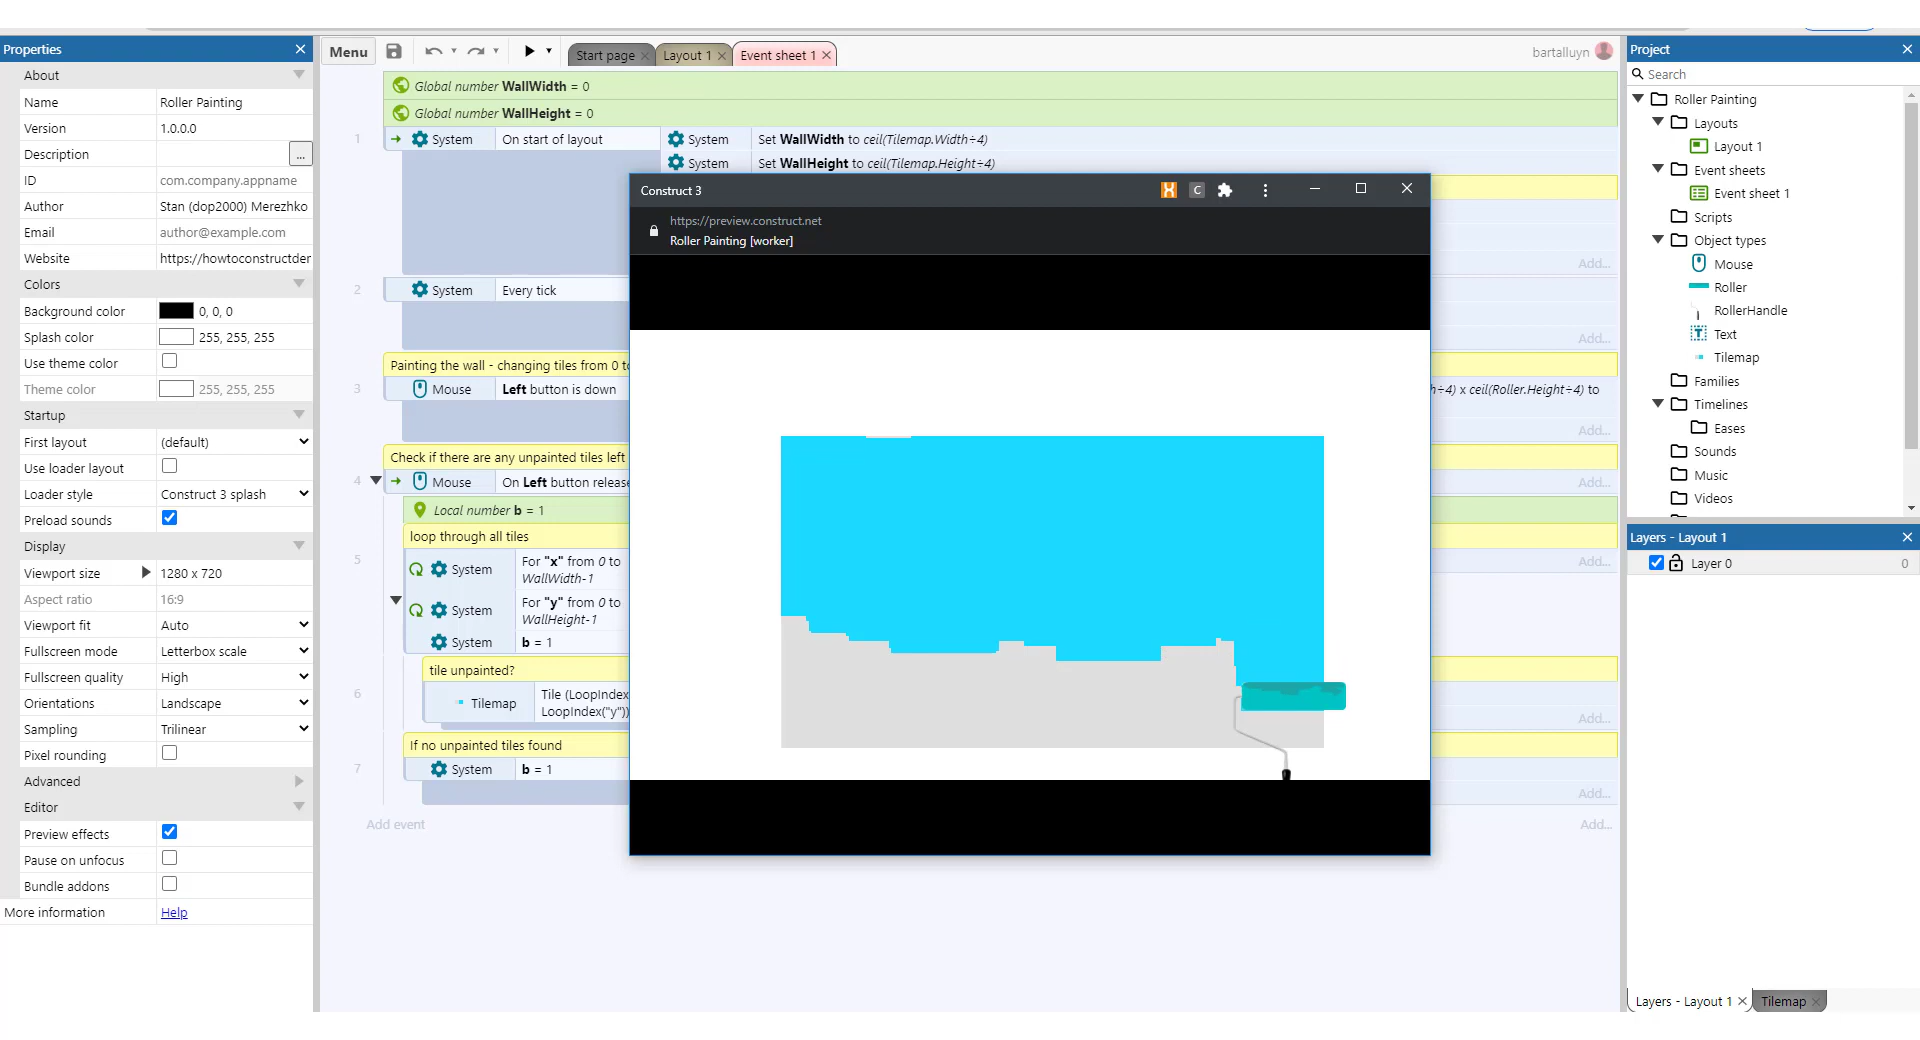 Properties
About
Name Roller Painting
Version 1.0.0.0
Description ...
ID com.company.appname
Author Stan (dop2000) Merezhko
Email author@example.com
Website https://howtoconstructder
Colors
Background color 0, 0, 0
Splash color 255, 255, 255
Use theme color
Theme color 255, 255, 255
Startup
First layout (default)
Use loader layout
Loader style Construct 3 splash
Preload sounds
Display
Viewport size 1280 x 720
Aspect ratio 16:9
Viewport fit Auto
Fullscreen mode Letterbox scale
Fullscreen quality High
Orientations Landscape
Sampling Trilinear
Pixel rounding
Advanced
Editor
Preview effects
Pause on unfocus
Bundle addons
More information Help
Menu Start page Layout 1 Event sheet 1 bartalluyn
Global number WallWidth = 0
Global number WallHeight = 0
1 System On start of layout System Set WallWidth to ceil(Tilemap.Width÷4)
System Set WallHeight to ceil(Tilemap.Height÷4)
Add...
2 System Every tick
Add...
Painting the wall - changing tiles from 0 to
3 Mouse Left button is down h÷4) x ceil(Roller.Height÷4) to
Add...
Check if there are any unpainted tiles left
4 Mouse On Left button release Add...
Local number b = 1
loop through all tiles
5 System For "x" from 0 to
WallWidth-1
Add...
System For "y" from 0 to
WallHeight-1
System b = 1
tile unpainted?
6 Tilemap Tile (LoopIndex
LoopIndex("y"))
Add...
If no unpainted tiles found
7 System b = 1
Add...
Add event Add...
Construct 3 C
https://preview.construct.net
Roller Painting [worker]
Project
Search
Roller Painting
Layouts
Layout 1
Event sheets
Event sheet 1
Scripts
Object types
Mouse
Roller
RollerHandle
Text
Tilemap
Families
Timelines
Eases
Sounds
Music
Videos
Layers - Layout 1
Layer 0 0
Layers - Layout 1 Tilemap